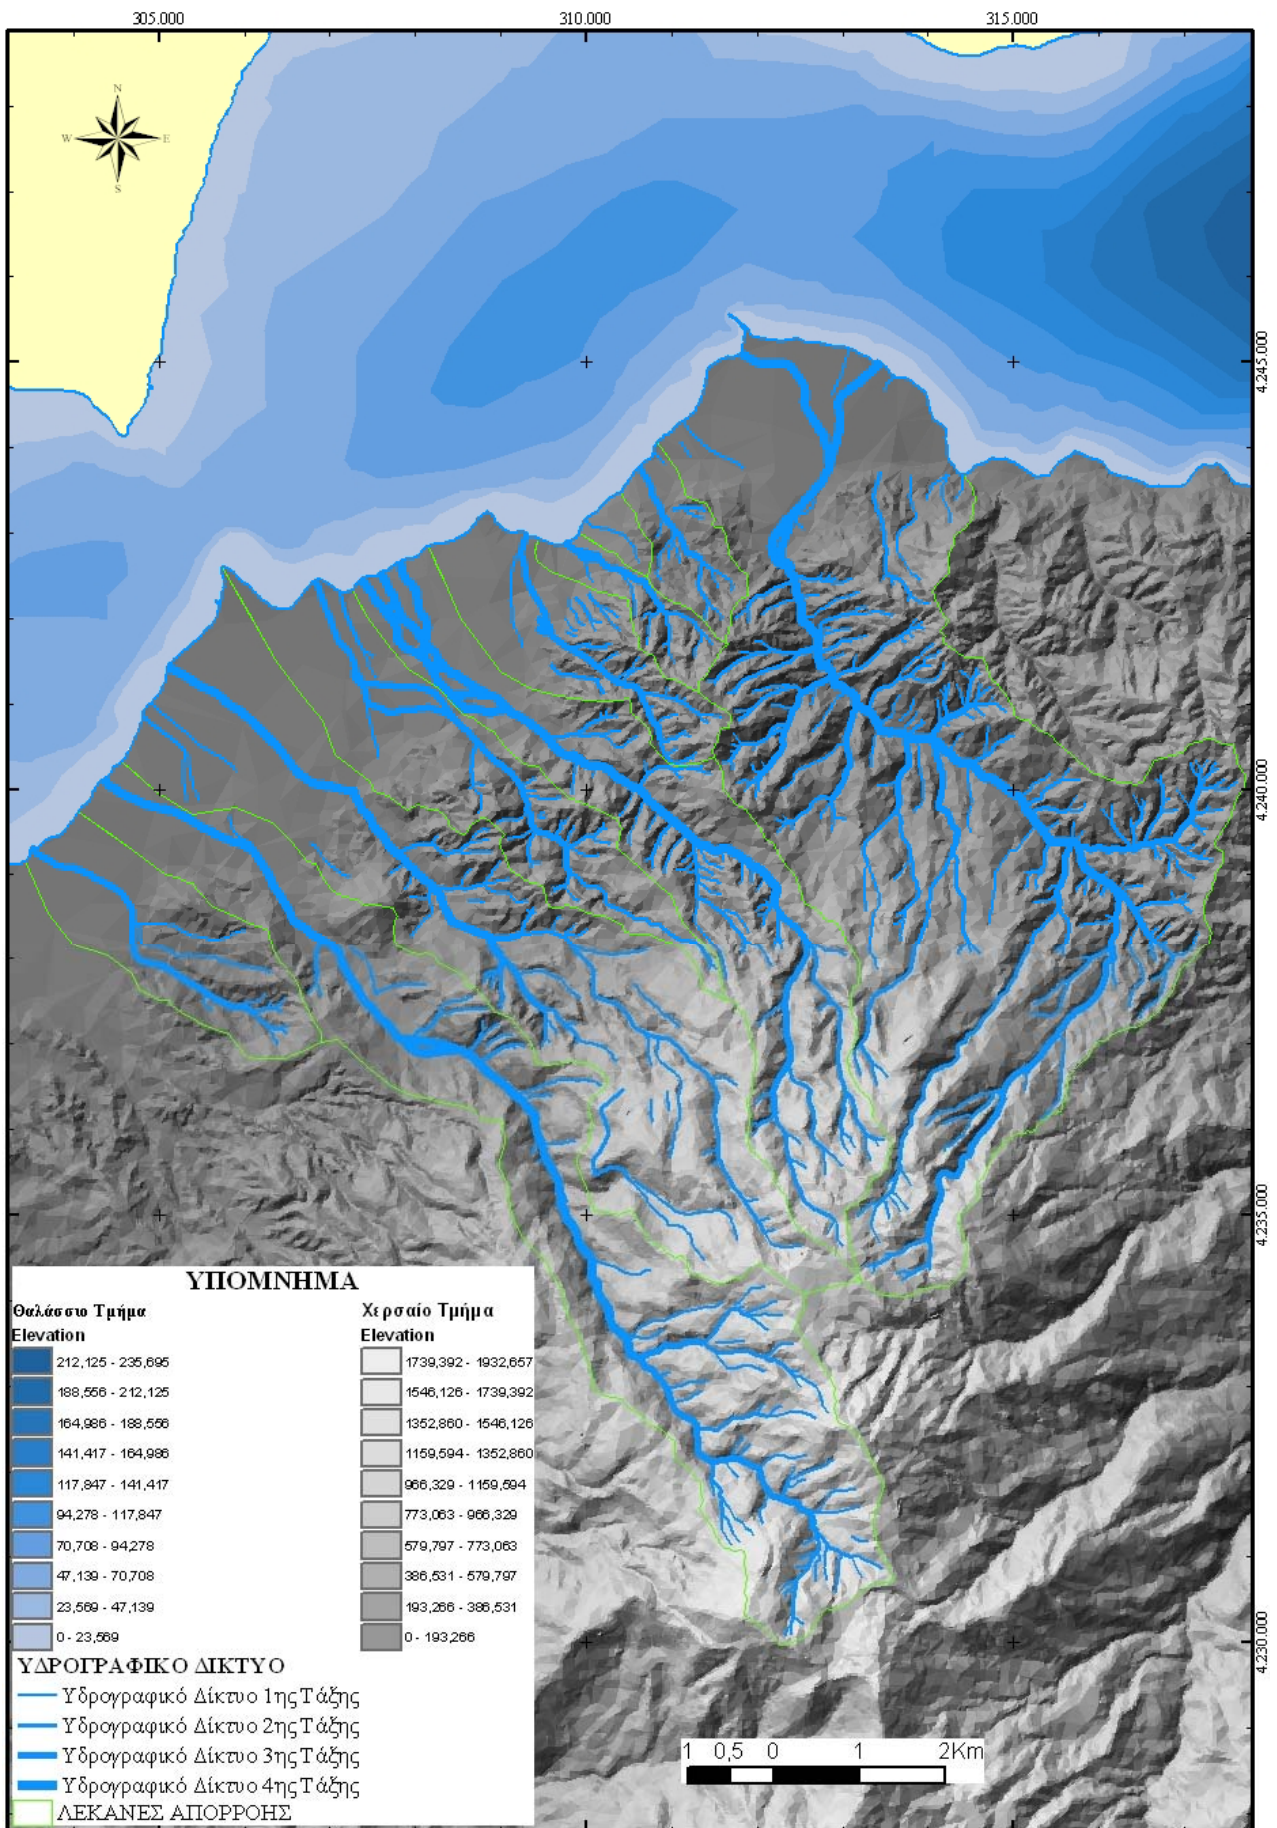 305.000 310.000 315.000
N
W E
S
4.245.000
4.240.000
4.235.000
4.230.000
ΥΠΟΜΝΗΜΑ
Θαλάσσιο Τμήμα Χερσαίο Τμήμα
Elevation Elevation
212,125 - 235,695 1739,392 - 1932,657
188,556 - 212,125 1546,126 - 1739,392
164,986 - 188,556 1352,860 - 1546,126
141,417 - 164,986 1159,594 - 1352,860
117,847 - 141,417 966,329 - 1159,594
94,278 - 117,847 773,063 - 966,329
70,708 - 94,278 579,797 - 773,063
47,139 - 70,708 386,531 - 579,797
23,569 - 47,139 193,266 - 386,531
0 - 23,569 0 - 193,266
ΥΔΡΟΓΡΑΦΙΚΟ ΔΙΚΤΥΟ
Υδρογραφικό Δίκτυο 1ης Τάξης
Υδρογραφικό Δίκτυο 2ης Τάξης
Υδρογραφικό Δίκτυο 3ης Τάξης
Υδρογραφικό Δίκτυο 4ης Τάξης
ΛΕΚΑΝΕΣ ΑΠΟΡΡΟΗΣ
1 0,5 0 1 2Km